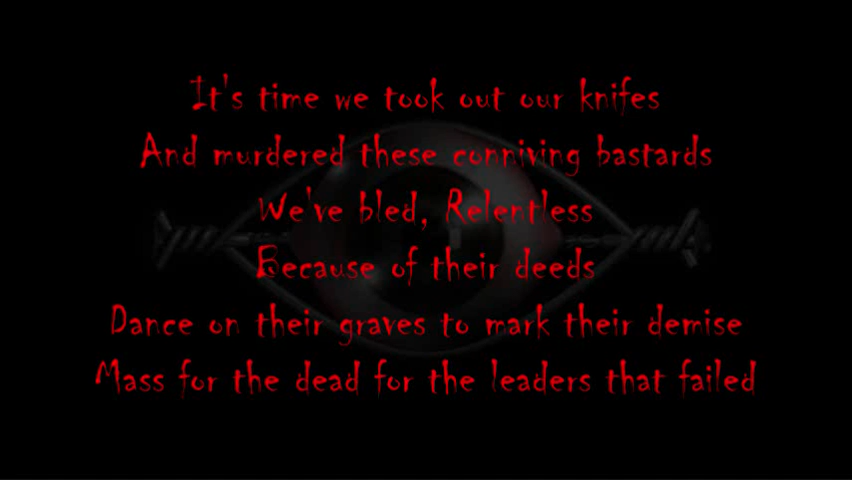 It's time we took out our knifes
And murdered these conniving bastards
We've bled, Relentless
Because of their deeds
Dance on their graves to mark their demise
Mass for the dead for the leaders that failed